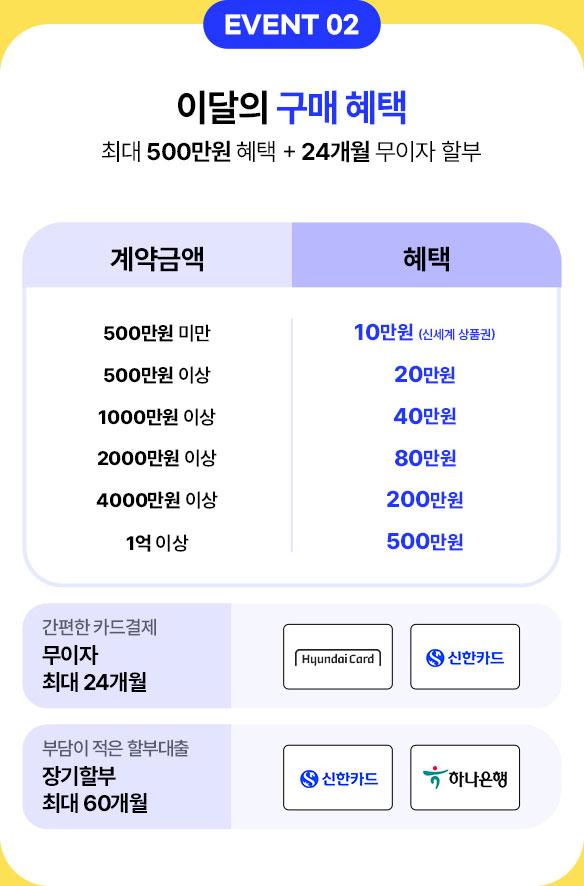 EVENT 02
이달의 구매 혜택
최대 500만원 혜택 + 24개월 무이자 할부
계약금액 혜택
500만원 미만 10만원 (신세계 상품권)
500만원 이상 20만원
1000만원 이상 40만원
2000만원 이상 80만원
4000만원 이상 200만원
1억 이상 500만원
간편한 카드결제
무이자
최대 24개월
Hyundai Card 신한카드
부담이 적은 할부대출
장기할부
최대 60개월
신한카드 하나은행